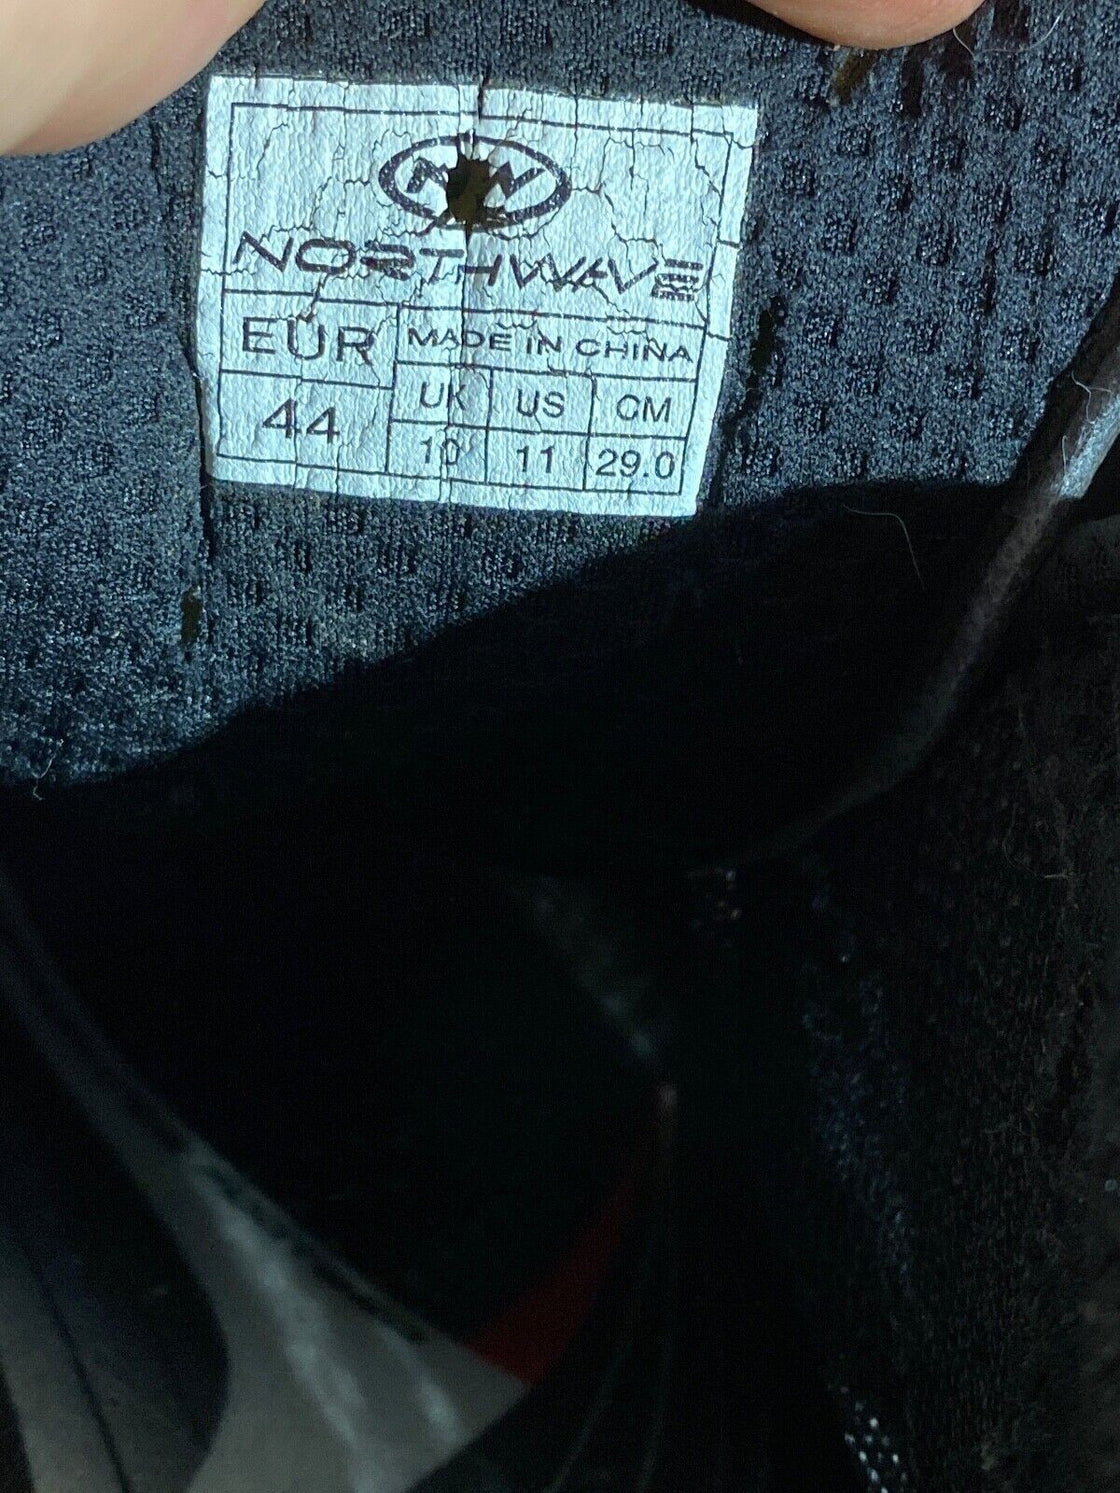 NW
NORTHWAVE
EUR MADE IN CHINA
44 UK US CM
10 11 29.0